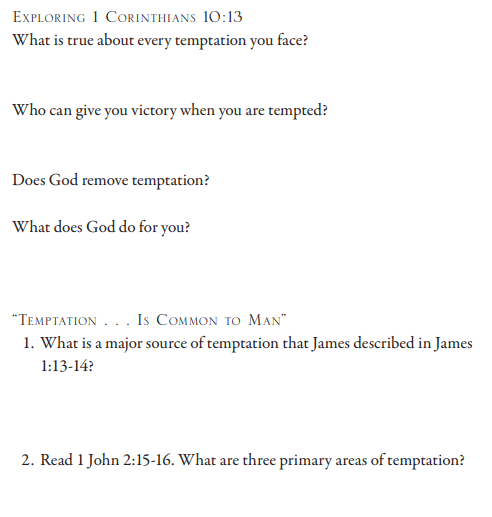 Exploring 1 Corinthians 10:13
What is true about every temptation you face?
Who can give you victory when you are tempted?
Does God remove temptation?
What does God do for you?
“Temptation . . . Is Common to Man”
1. What is a major source of temptation that James described in James
1:13-14?
2. Read 1 John 2:15-16. What are three primary areas of temptation?